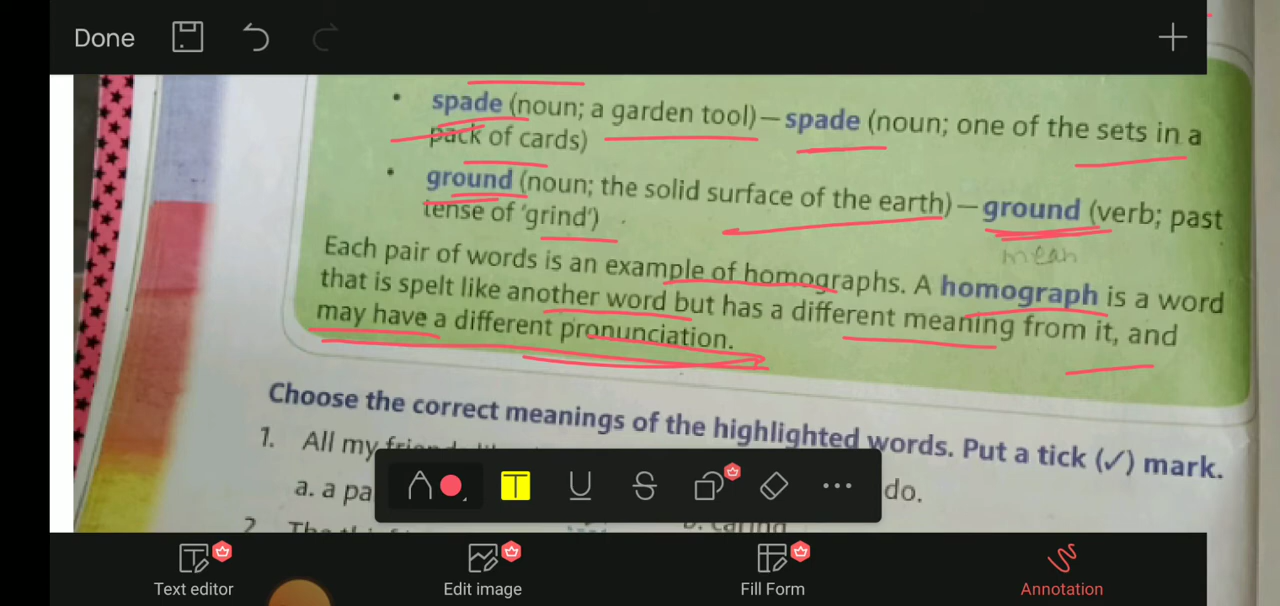 Done
spade (noun; a garden tool) — spade (noun; one of the sets in a
pack of cards)
ground (noun; the solid surface of the earth) — ground (verb; past
tense of 'grind')
mean
Each pair of words is an example of homographs. A homograph is a word
that is spelt like another word but has a different meaning from it, and
may have a different pronunciation.
Choose the correct meanings of the highlighted words. Put a tick (✓) mark.
1. All my
a. a pa do.
2.
Text editor Edit image Fill Form Annotation